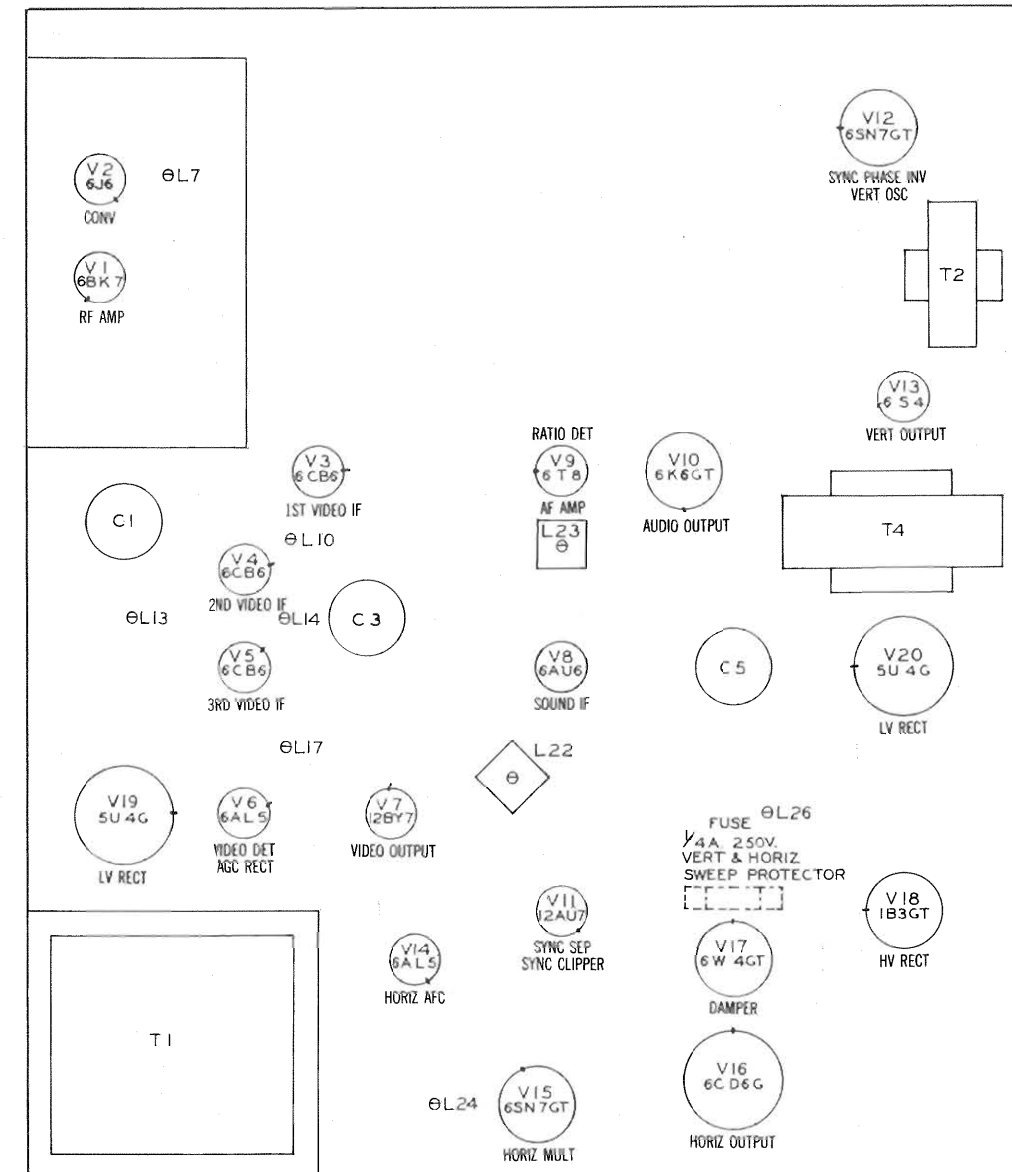 V12
6SN7GT
SYNC PHASE INV
VERT OSC
V2
6J6
CONV
ΘL7
V1
6BK7
RF AMP
T2
V13
6S4
VERT OUTPUT
V3
6CB6
1ST VIDEO IF
RATIO DET
V9
6T8
AF AMP
L23
Θ
V10
6K6GT
AUDIO OUTPUT
T4
C1
ΘL10
V4
6CB6
2ND VIDEO IF
ΘL13
ΘL14
C3
V5
6CB6
3RD VIDEO IF
V8
6AU6
SOUND IF
C5
V20
5U4G
LV RECT
ΘL17
L22
Θ
V19
5U4G
LV RECT
V6
6AL5
VIDEO DET
AGC RECT
V7
12BY7
VIDEO OUTPUT
ΘL26
FUSE
1/4A. 250V.
VERT & HORIZ
SWEEP PROTECTOR
V11
12AU7
SYNC SEP
SYNC CLIPPER
V18
1B3GT
HV RECT
V14
6AL5
HORIZ AFC
V17
6W4GT
DAMPER
T1
V16
6CD6G
HORIZ OUTPUT
ΘL24
V15
6SN7GT
HORIZ MULT